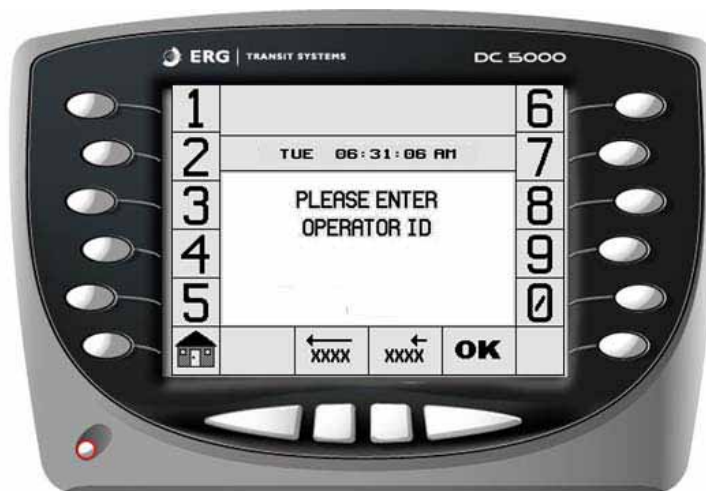 ERG | TRANSIT SYSTEMS DC 5000
1 6
2 TUE 06:31:06 AM 7
3 PLEASE ENTER 8
OPERATOR ID
4 9
5 0
XXXX XXXX OK